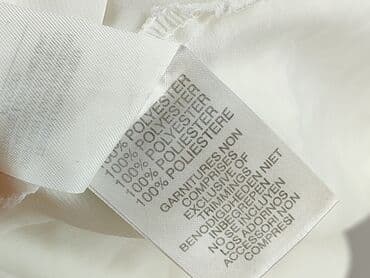 100% POLYESTER
100% POLYESTER
100% POLYESTER
100% POLIESTER
100% POLIESTERE
GARNITURES NON
COMPRISES
EXCLUSIVE OF
TRIMMINGS
BENODIGDHEDEN NIET
INBEGREPEN
NO SE INCLUYEN
LOS ADORNOS
ACCESSORI NON
COMPRESI